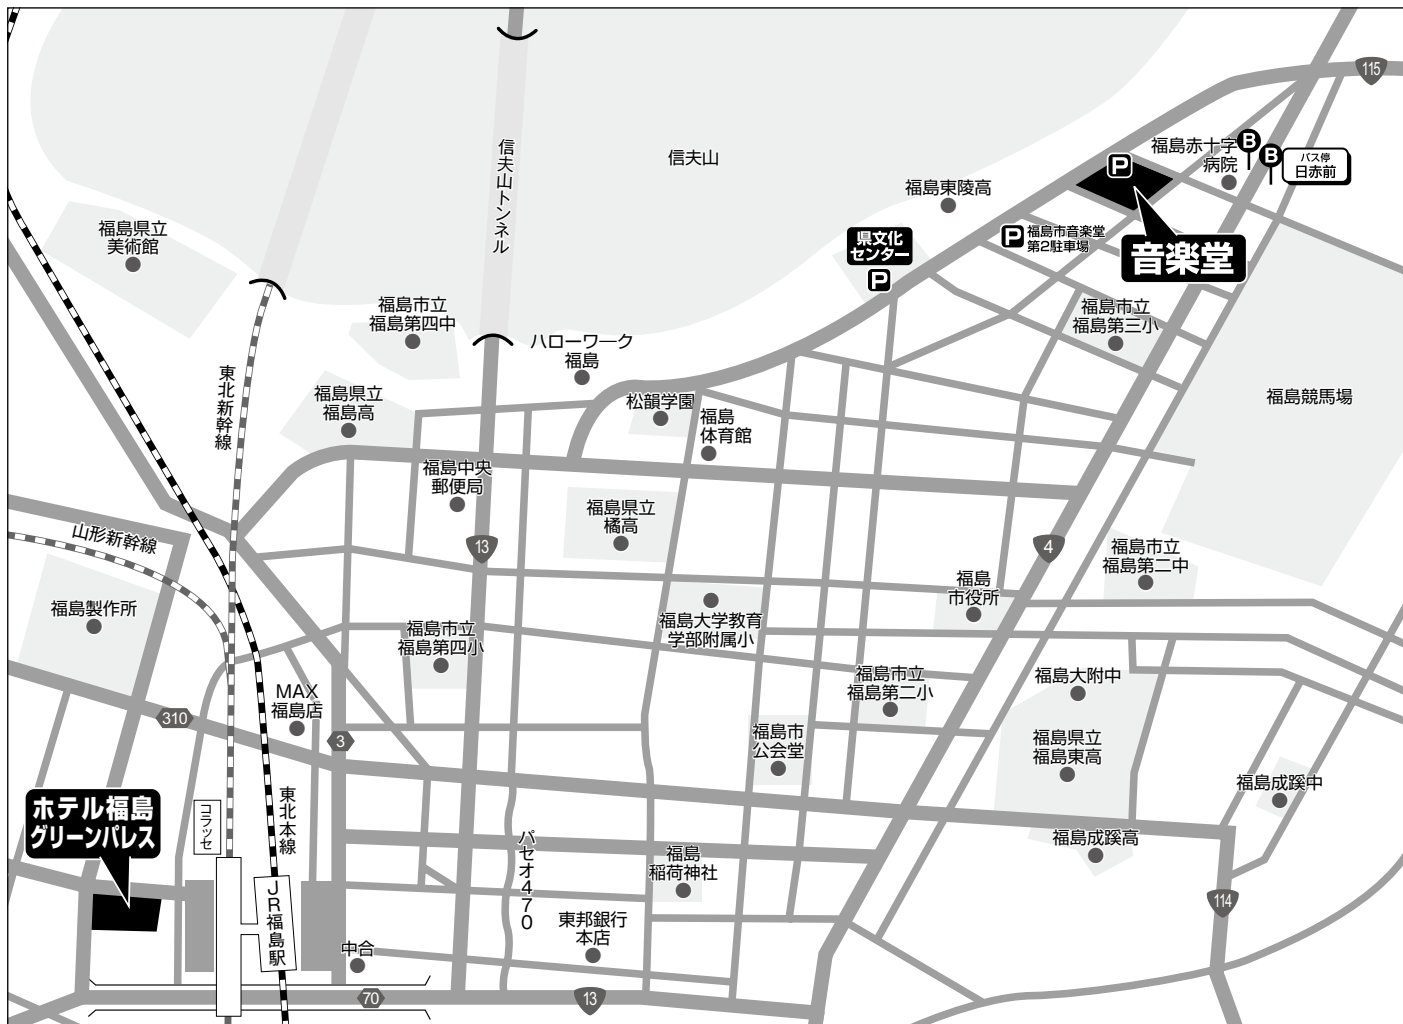 115
信夫山
信夫山トンネル
福島赤十字
病院
B
B
バス停
日赤前
P
音楽堂
福島東陵高
P
福島市音楽堂
第2駐車場
県文化
センター
P
福島県立
美術館
福島市立
福島第四中
ハローワーク
福島
福島市立
福島第三小
東北新幹線
福島県立
福島高
松韻学園
福島
体育館
福島競馬場
福島中央
郵便局
福島県立
橘高
山形新幹線
13
4
福島市立
福島第二中
福島製作所
福島
市役所
福島大学教育
学部附属小
福島市立
福島第四小
福島市立
福島第二小
福島大附中
MAX
福島店
310
3
福島市
公会堂
福島県立
福島東高
福島成蹊中
ホテル福島
グリーンパレス
コラッセ
東北本線
パセオ470
福島
稲荷神社
福島成蹊高
114
JR福島駅
中合
東邦銀行
本店
70
13